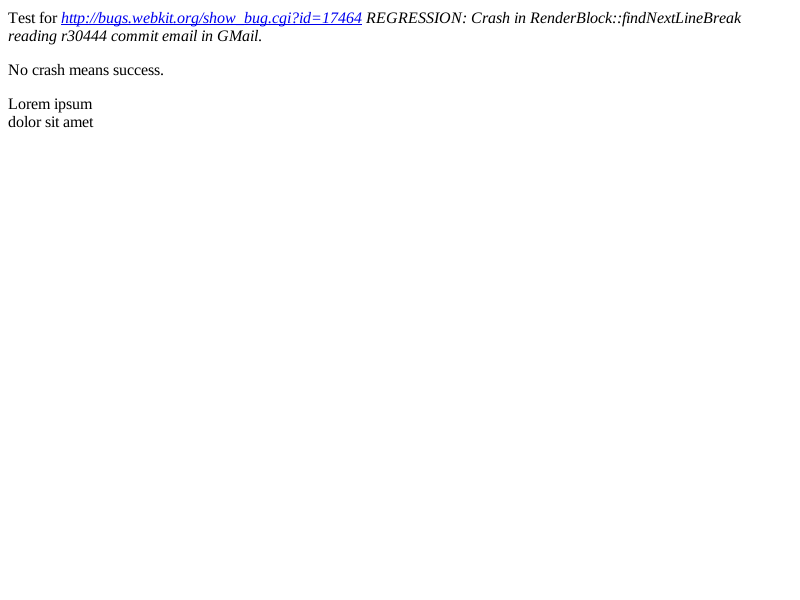 Test for http://bugs.webkit.org/show_bug.cgi?id=17464 REGRESSION: Crash in RenderBlock::findNextLineBreak
reading r30444 commit email in GMail.
No crash means success.
Lorem ipsum
dolor sit amet